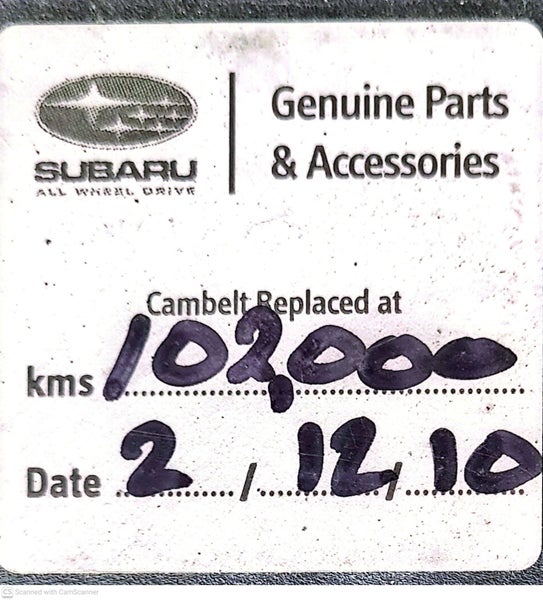 SUBARU
ALL WHEEL DRIVE
Genuine Parts
& Accessories
Cambelt Replaced at
kms 102,000
Date 2 / 12 / 10
CS Scanned with CamScanner